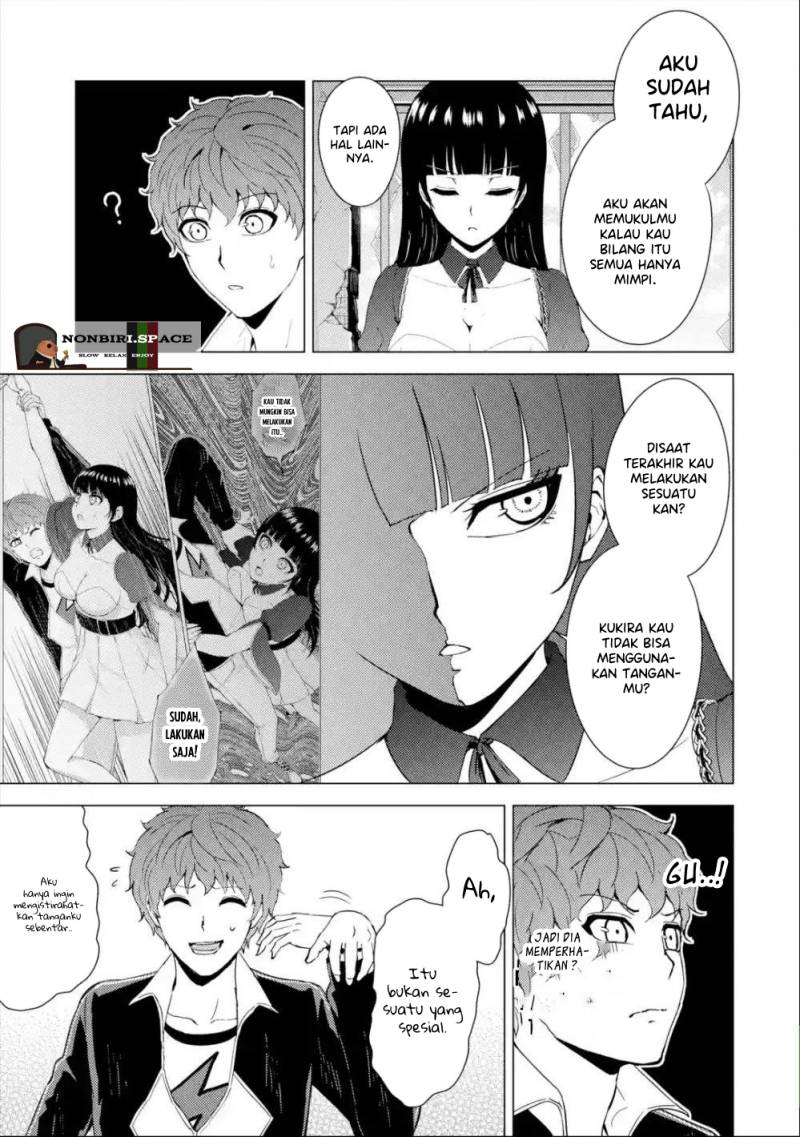 AKU
SUDAH
TAHU,
AKU AKAN
MEMUKULMU
KALAU KAU
BILANG ITU
SEMUA HANYA
MIMPI.
TAPI ADA
HAL LAIN-
NYA.
?
NONBIRI.SPACE
SLOW RELAX ENJOY
DISAAT
TERAKHIR KAU
MELAKUKAN
SESUATU
KAN?
KUKIRA KAU
TIDAK BISA
MENGGUNA-
KAN TANGAN-
MU?
KAU TIDAK
MUNGKIN BISA
MELAKUKAN
ITU..
SUDAH,
LAKUKAN
SAJA!
GU..!
JADI DIA
MEMPERHA-
TIKAN ?
Ah,
Itu
bukan se-
suatu yang
spesial.
Aku
hanya ingin
mengistirahat-
kan tanganku
sebentar..